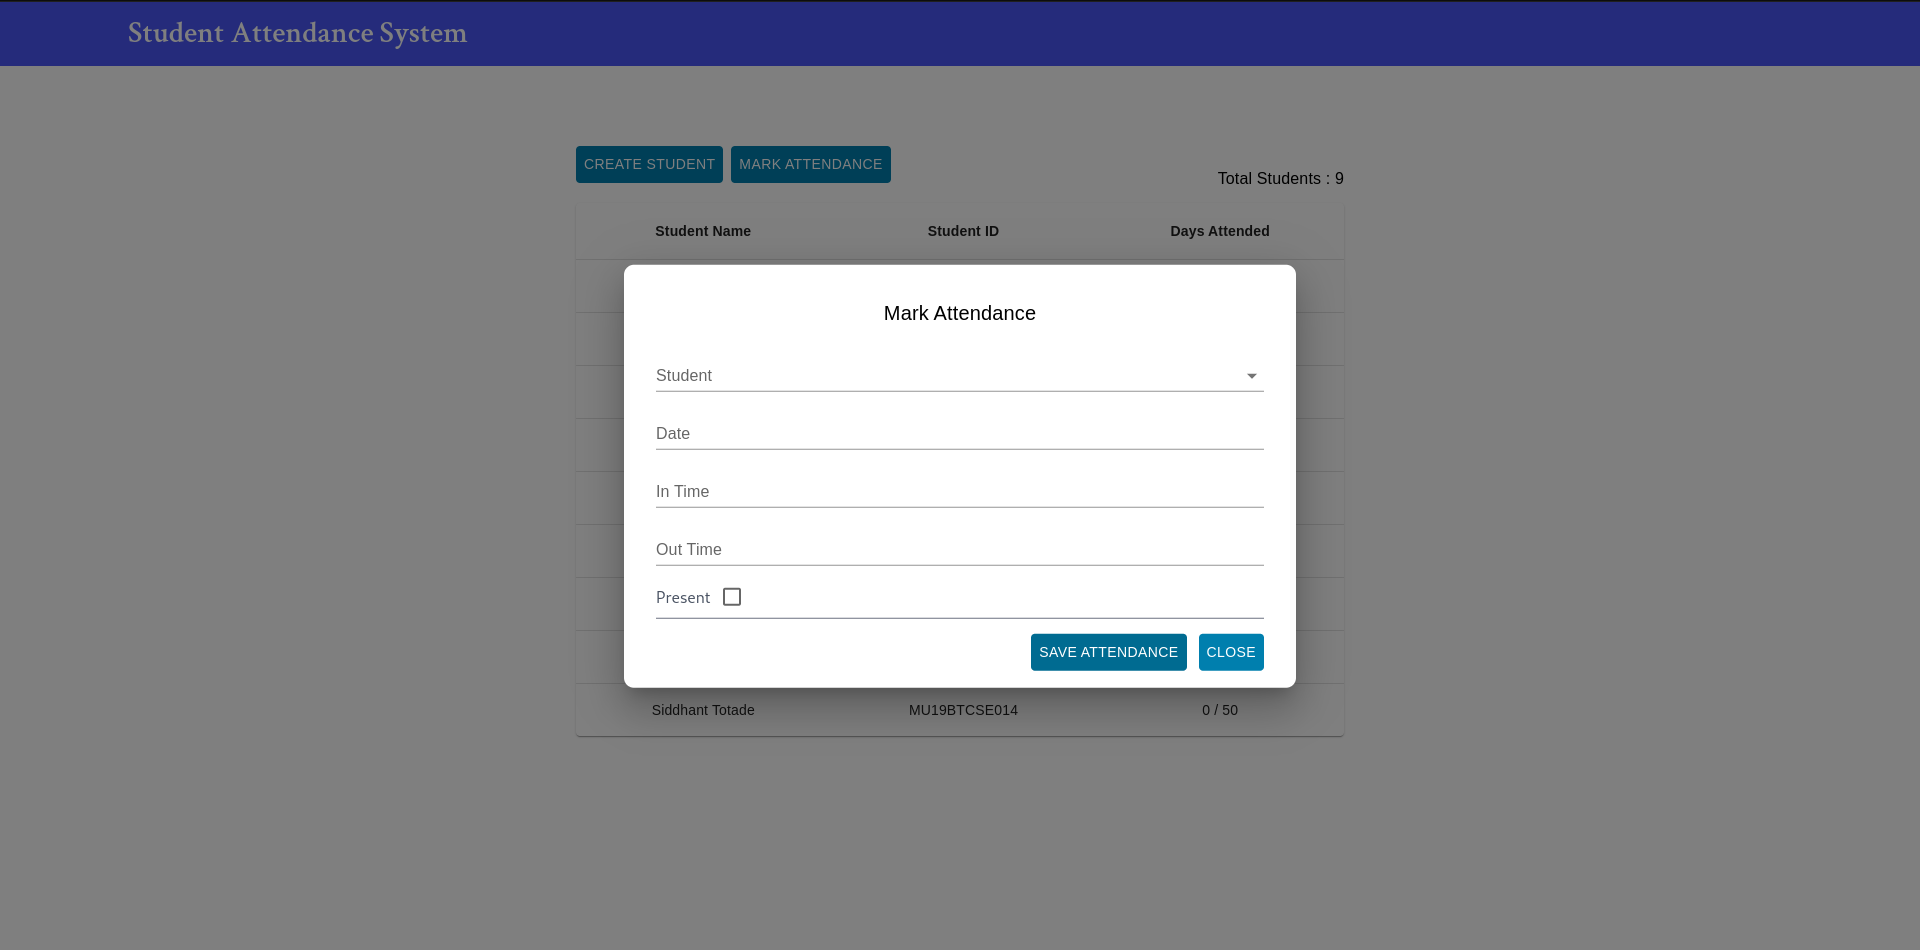 Student Attendance System
CREATE STUDENT MARK ATTENDANCE
Total Students : 9
Student Name Student ID Days Attended
Mark Attendance
Student
Date
In Time
Out Time
Present
SAVE ATTENDANCE CLOSE
Siddhant Totade MU19BTCSE014 0 / 50